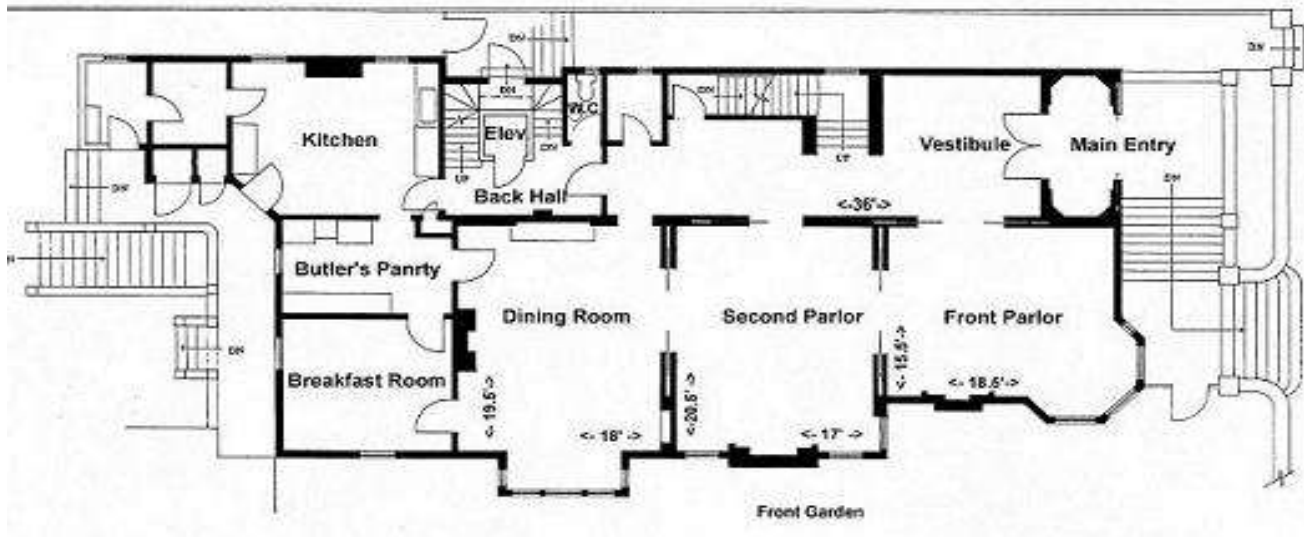 DN
DN
W.C
DN
DN
Elev
Kitchen
Vestibule
Main Entry
DN
UP
UP
DN
DN
Back Hall
<-36'->
Butler's Panrty
Dining Room
Second Parlor
Front Parlor
DN
Breakfast Room
<- 19.5'->
<-20.5'->
<- 15.5'->
<- 18.5'->
<- 18' ->
<- 17' ->
Front Garden